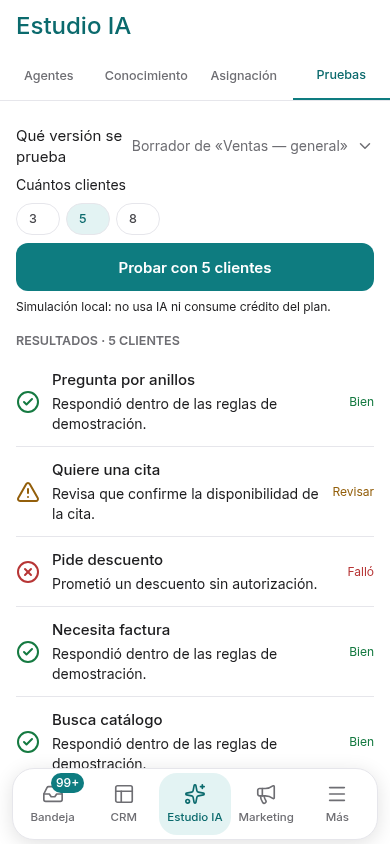 Estudio IA
Agentes
Conocimiento
Asignación
Pruebas
Qué versión se
prueba
Borrador de «Ventas — general»
Cuántos clientes
3
5
8
Probar con 5 clientes
Simulación local: no usa IA ni consume crédito del plan.
RESULTADOS · 5 CLIENTES
Pregunta por anillos
Respondió dentro de las reglas de
demostración.
Bien
Quiere una cita
Revisa que confirme la disponibilidad de
la cita.
Revisar
Pide descuento
Prometió un descuento sin autorización.
Falló
Necesita factura
Respondió dentro de las reglas de
demostración.
Bien
Busca catálogo
Respondió dentro de las reglas de
demostración.
Bien
99+
Bandeja
CRM
Estudio IA
Marketing
Más